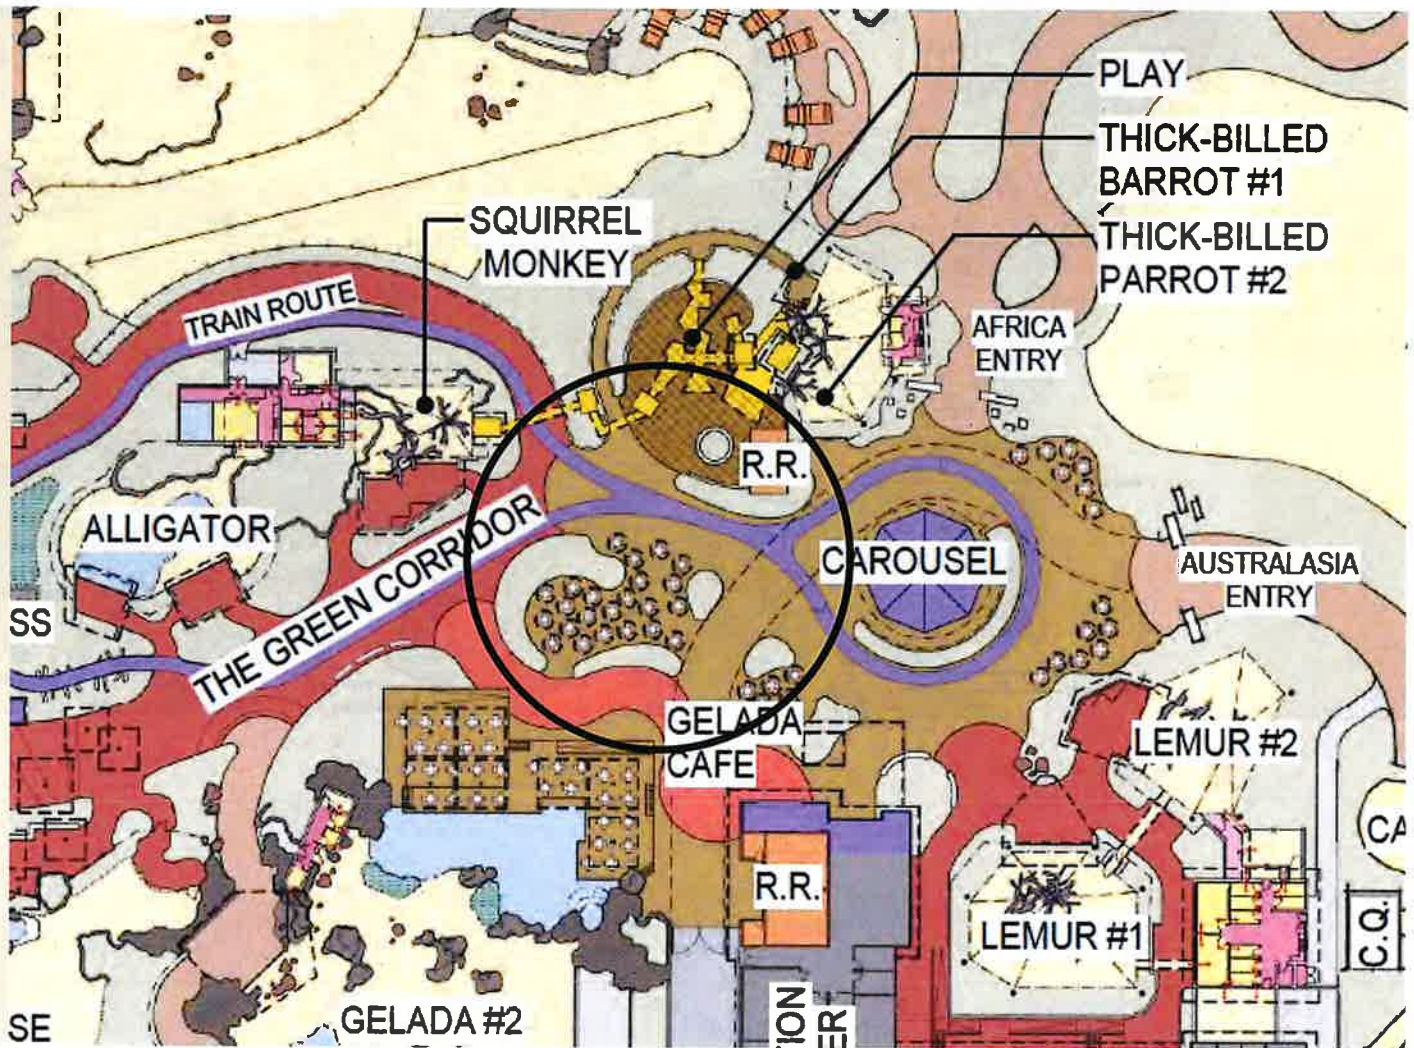 PLAY
THICK-BILLED
BARROT #1
THICK-BILLED
PARROT #2
SQUIRREL
MONKEY
TRAIN ROUTE
AFRICA
ENTRY
R.R.
ALLIGATOR
THE GREEN CORRIDOR
CAROUSEL
AUSTRALASIA
ENTRY
SS
GELADA
CAFE
LEMUR #2
CA
R.R.
LEMUR #1
C.Q.
SE
GELADA #2
TION
ER